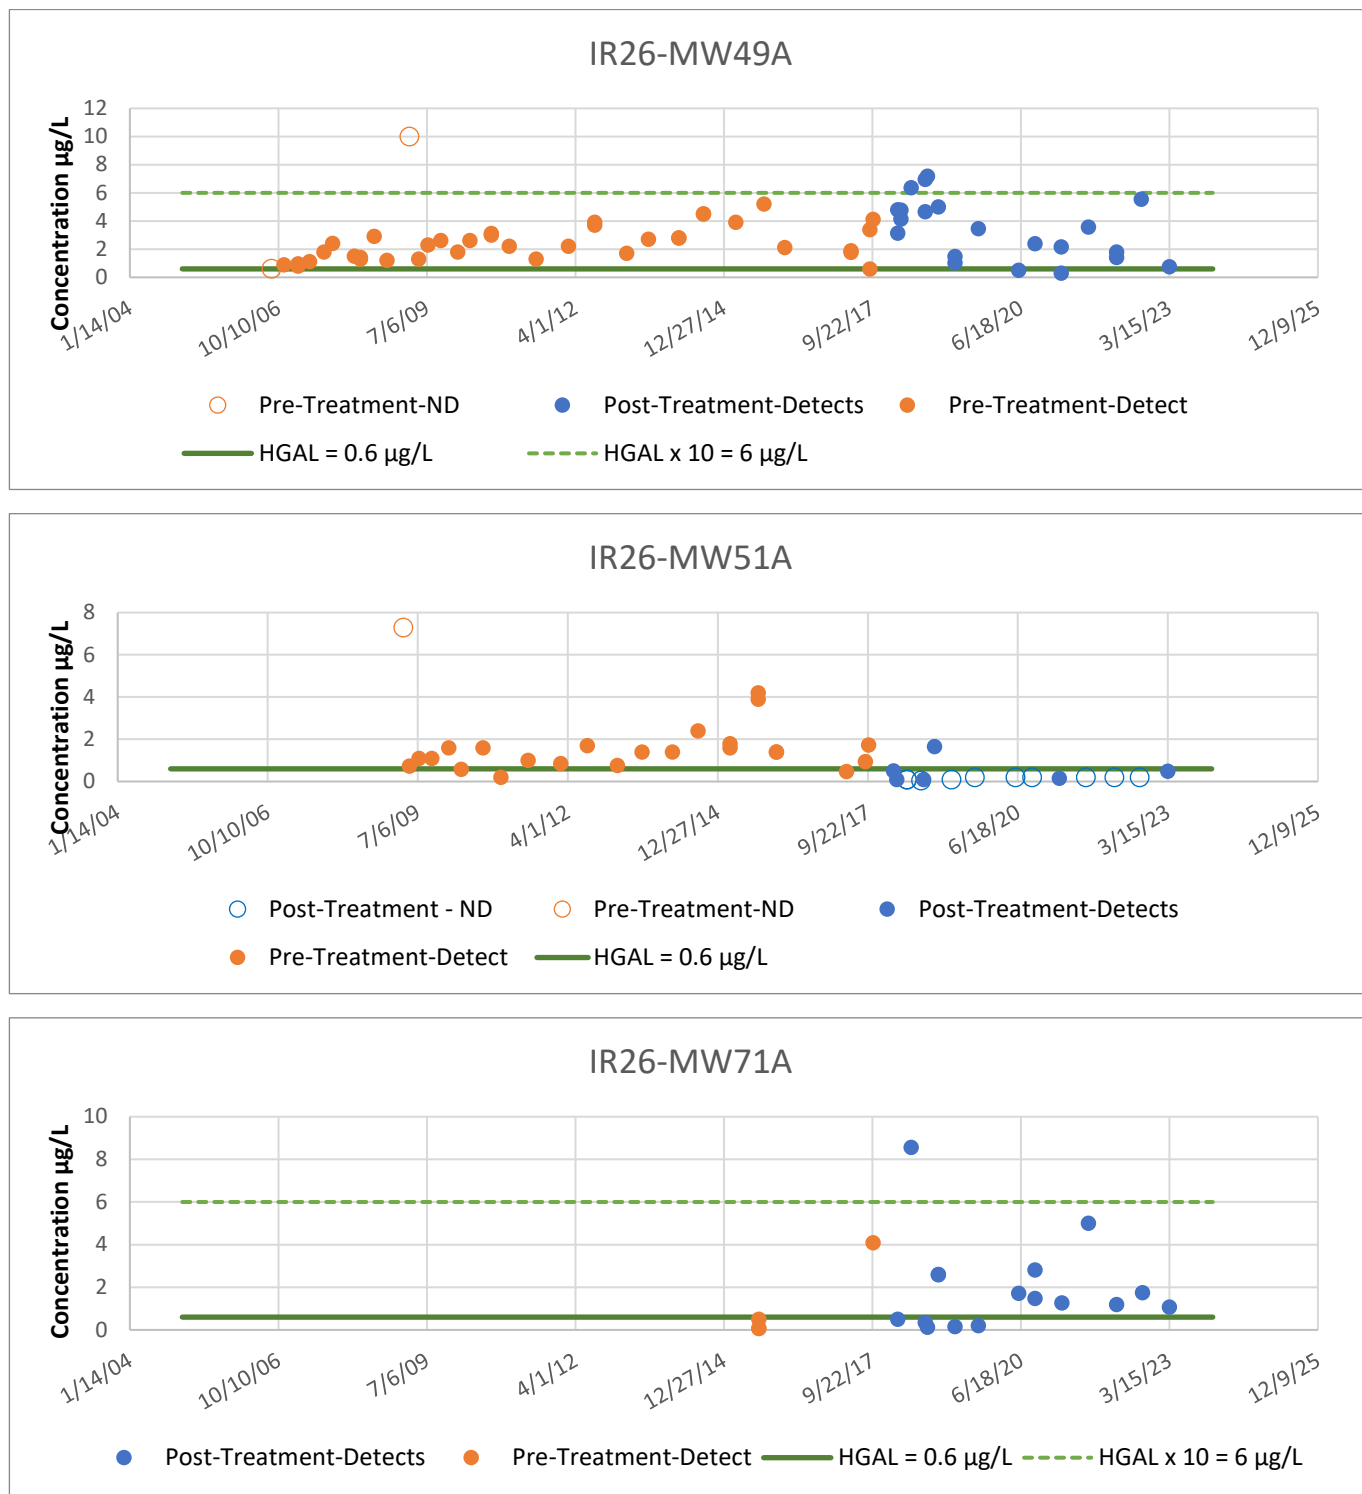 IR26-MW49A
Concentration µg/L
12
10
8
6
4
2
0
1/14/04
10/10/06
7/6/09
4/1/12
12/27/14
9/22/17
6/18/20
3/15/23
12/9/25
Pre-Treatment-ND
Post-Treatment-Detects
Pre-Treatment-Detect
HGAL = 0.6 µg/L
HGAL x 10 = 6 µg/L
IR26-MW51A
Concentration µg/L
8
6
4
2
0
1/14/04
10/10/06
7/6/09
4/1/12
12/27/14
9/22/17
6/18/20
3/15/23
12/9/25
Post-Treatment - ND
Pre-Treatment-ND
Post-Treatment-Detects
Pre-Treatment-Detect
HGAL = 0.6 µg/L
IR26-MW71A
Concentration µg/L
10
8
6
4
2
0
1/14/04
10/10/06
7/6/09
4/1/12
12/27/14
9/22/17
6/18/20
3/15/23
12/9/25
Post-Treatment-Detects
Pre-Treatment-Detect
HGAL = 0.6 µg/L
HGAL x 10 = 6 µg/L